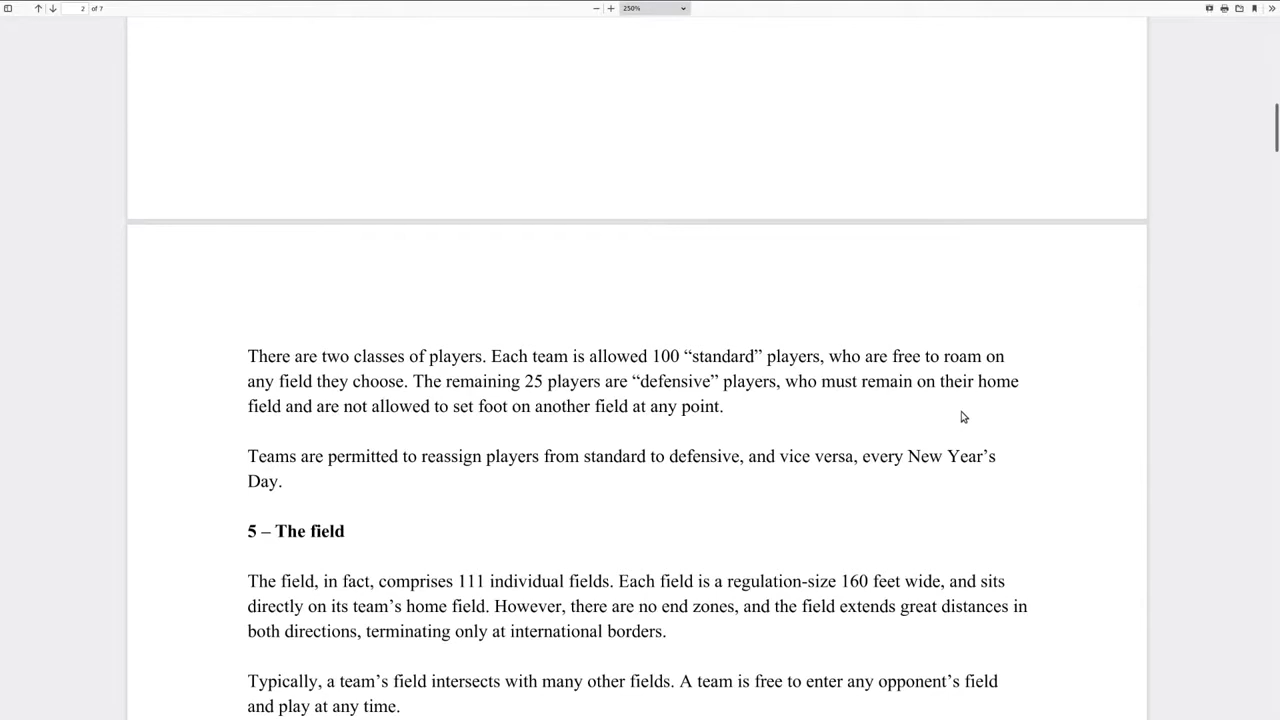 2 of 7
250%
There are two classes of players. Each team is allowed 100 “standard” players, who are free to roam on
any field they choose. The remaining 25 players are “defensive” players, who must remain on their home
field and are not allowed to set foot on another field at any point.
Teams are permitted to reassign players from standard to defensive, and vice versa, every New Year’s
Day.
5 – The field
The field, in fact, comprises 111 individual fields. Each field is a regulation-size 160 feet wide, and sits
directly on its team’s home field. However, there are no end zones, and the field extends great distances in
both directions, terminating only at international borders.
Typically, a team’s field intersects with many other fields. A team is free to enter any opponent’s field
and play at any time.